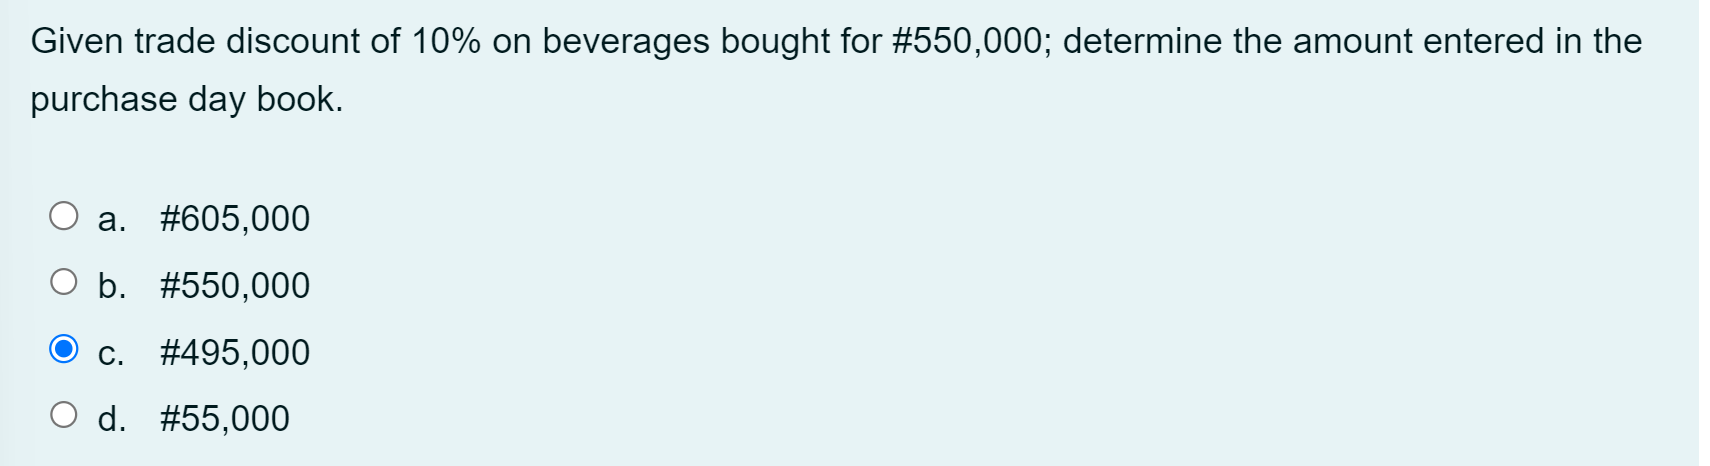 Given trade discount of 10% on beverages bought for #550,000; determine the amount entered in the
purchase day book.
a. #605,000
b. #550,000
c. #495,000
d. #55,000